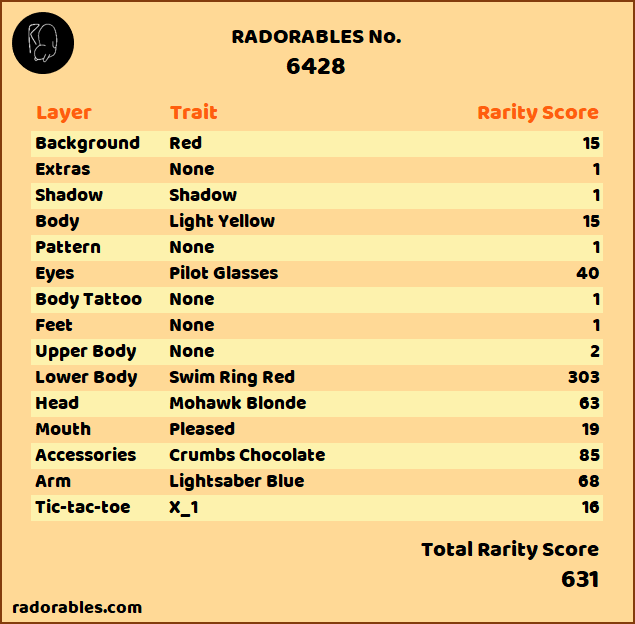 RADORABLES No.
6428
Layer Trait Rarity Score
Background Red 15
Extras None 1
Shadow Shadow 1
Body Light Yellow 15
Pattern None 1
Eyes Pilot Glasses 40
Body Tattoo None 1
Feet None 1
Upper Body None 2
Lower Body Swim Ring Red 303
Head Mohawk Blonde 63
Mouth Pleased 19
Accessories Crumbs Chocolate 85
Arm Lightsaber Blue 68
Tic-tac-toe X_1 16
Total Rarity Score
631
radorables.com